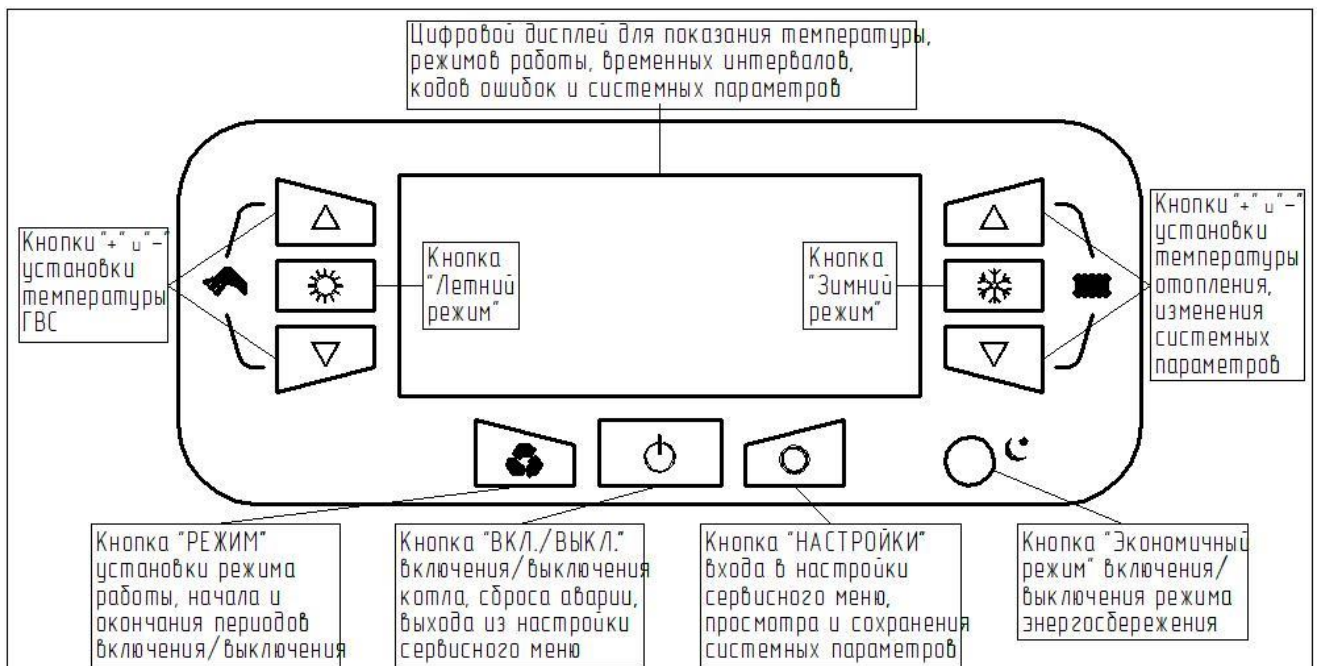 Цифровой дисплей для показания температуры,
режимов работы, временных интервалов,
кодов ошибок и системных параметров
Кнопки "+" и "-"
установки
температуры
ГВС
Кнопка
"Летний
режим"
Кнопка
"Зимний
режим"
Кнопки "+" и "-"
установки
температуры
отопления,
изменения
системных
параметров
Кнопка "РЕЖИМ"
установки режима
работы, начала и
окончания периодов
включения/выключения
Кнопка "ВКЛ./ВЫКЛ."
включения/выключения
котла, сброса аварии,
выхода из настройки
сервисного меню
Кнопка "НАСТРОЙКИ"
входа в настройки
сервисного меню,
просмотра и сохранения
системных параметров
Кнопка "Экономичный
режим" включения/
выключения режима
энергосбережения